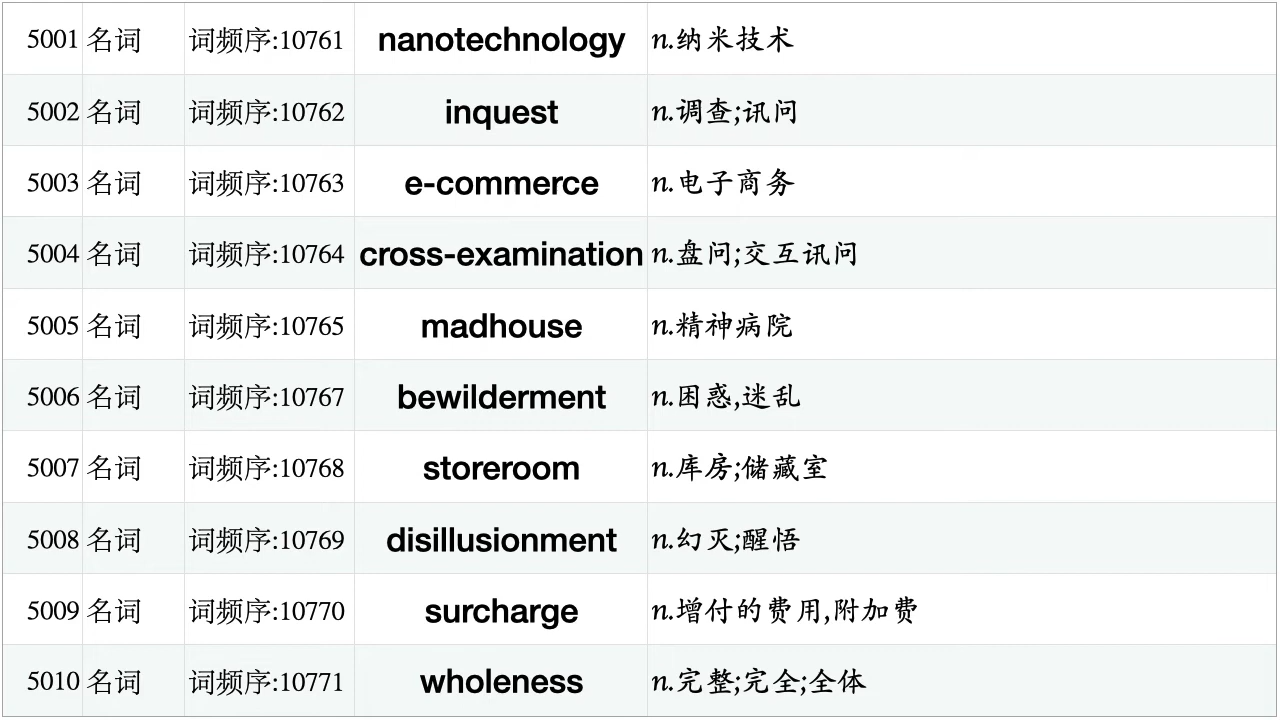 5001 名词 词频序:10761 nanotechnology n.纳米技术
5002 名词 词频序:10762 inquest n.调查;讯问
5003 名词 词频序:10763 e-commerce n.电子商务
5004 名词 词频序:10764 cross-examination n.盘问;交互讯问
5005 名词 词频序:10765 madhouse n.精神病院
5006 名词 词频序:10767 bewilderment n.困惑,迷乱
5007 名词 词频序:10768 storeroom n.库房;储藏室
5008 名词 词频序:10769 disillusionment n.幻灭;醒悟
5009 名词 词频序:10770 surcharge n.增付的费用,附加费
5010 名词 词频序:10771 wholeness n.完整;完全;全体